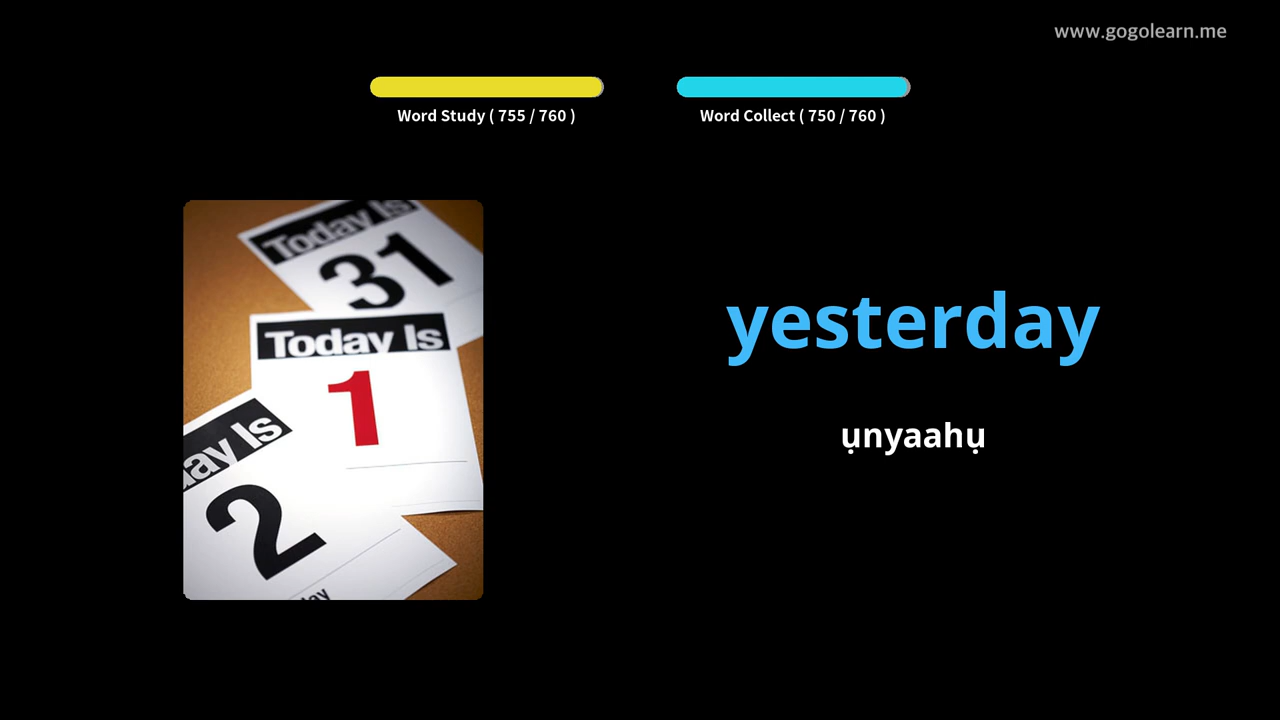 www.gogolearn.me
Word Study ( 755 / 760 )
Word Collect ( 750 / 760 )
Today Is
31
Today Is
1
day Is
2
yesterday
ụnyaahụ